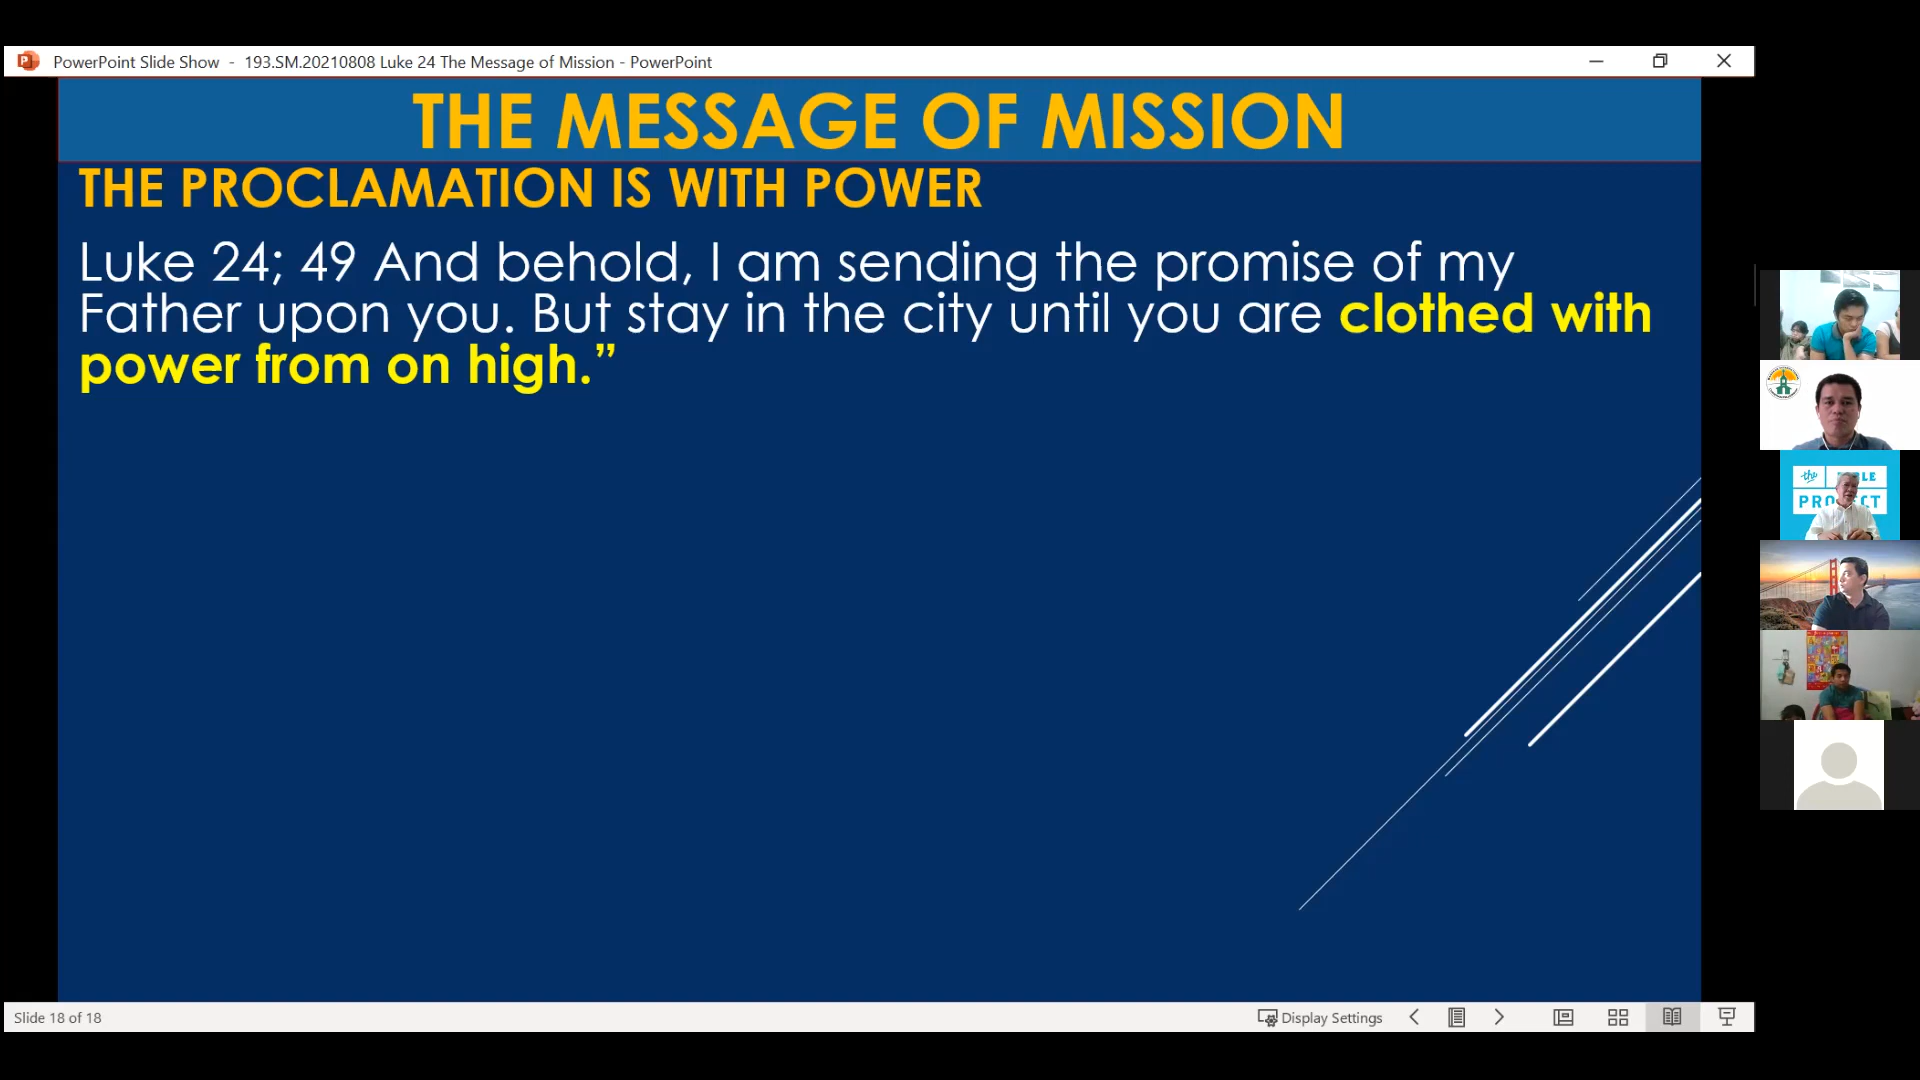 PowerPoint Slide Show - 193.SM.20210808 Luke 24 The Message of Mission - PowerPoint
THE MESSAGE OF MISSION
THE PROCLAMATION IS WITH POWER
Luke 24; 49 And behold, I am sending the promise of my
Father upon you. But stay in the city until you are clothed with
power from on high.”
the
PROJECT
Slide 18 of 18
Display Settings